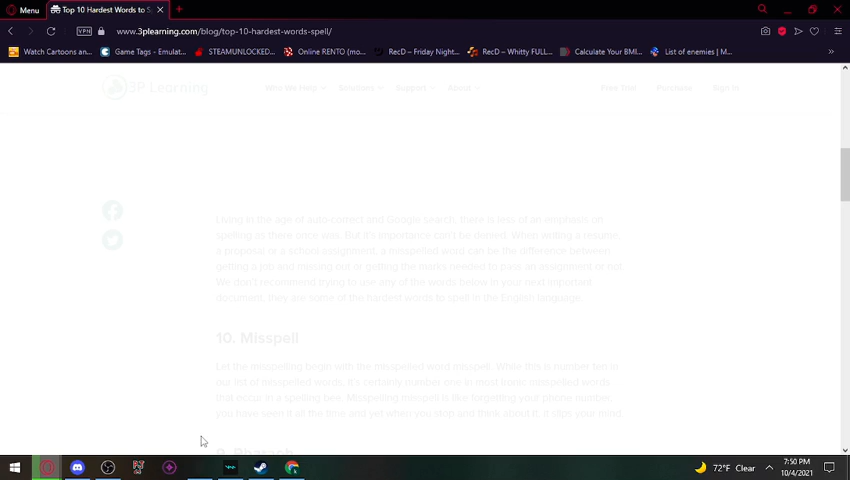 Menu
Top 10 Hardest Words to S
VPN
www.3plearning.com/blog/top-10-hardest-words-spell/
Watch Cartoons an...
Game Tags - Emulat...
STEAMUNLOCKED...
Online RENTO (mo...
RecD – Friday Night...
RecD – Whitty FULL...
Calculate Your BMI...
List of enemies | M...
3P Learning
Who We Help
Solutions
Support
About
Free Trial
Purchase
Sign In
Living in the age of auto-correct and Google search, there is less of an emphasis on
spelling as there once was. But it's importance can't be denied. When writing a resume,
a proposal or a school assignment, a misspelled word can be the difference between
getting a job and missing out or getting the marks needed to pass an assignment or not.
We don't recommend trying to use any of the words below in your next important
document, they are some of the hardest words to spell in the English language.
10. Misspell
Let the misspelling begin with the misspelled word misspell. While this is number ten in
our list of misspelled words. It's certainly number one in most ironic misspelled words
that occur in a spelling bee. Misspelling misspell is like forgetting your phone number,
you have seen it all the time and yet when you stop and think about it, it slips your mind.
9. Pharaoh
72°F Clear
7:50 PM
10/4/2021